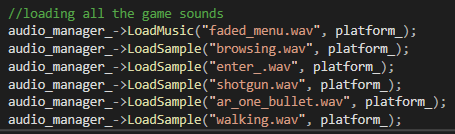 //loading all the game sounds
audio_manager_->LoadMusic("faded_menu.wav", platform_);
audio_manager_->LoadSample("browsing.wav", platform_);
audio_manager_->LoadSample("enter_.wav", platform_);
audio_manager_->LoadSample("shotgun.wav", platform_);
audio_manager_->LoadSample("ar_one_bullet.wav", platform_);
audio_manager_->LoadSample("walking.wav", platform_);